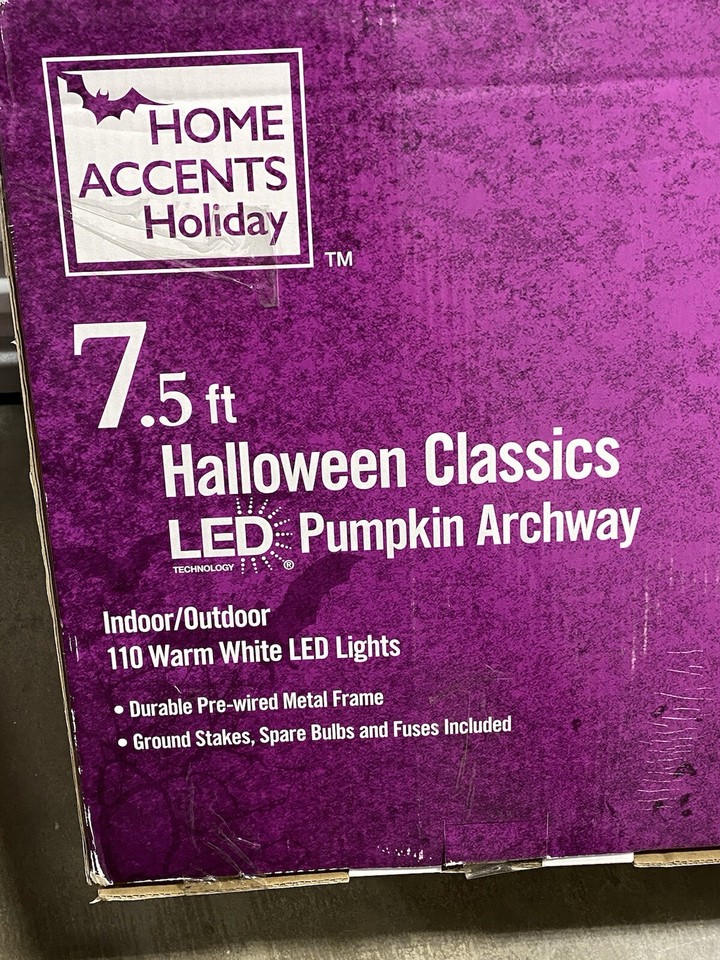 HOME
ACCENTS
Holiday
TM
7.5 ft
Halloween Classics
LED Pumpkin Archway
TECHNOLOGY ®
Indoor/Outdoor
110 Warm White LED Lights
• Durable Pre-wired Metal Frame
• Ground Stakes, Spare Bulbs and Fuses Included